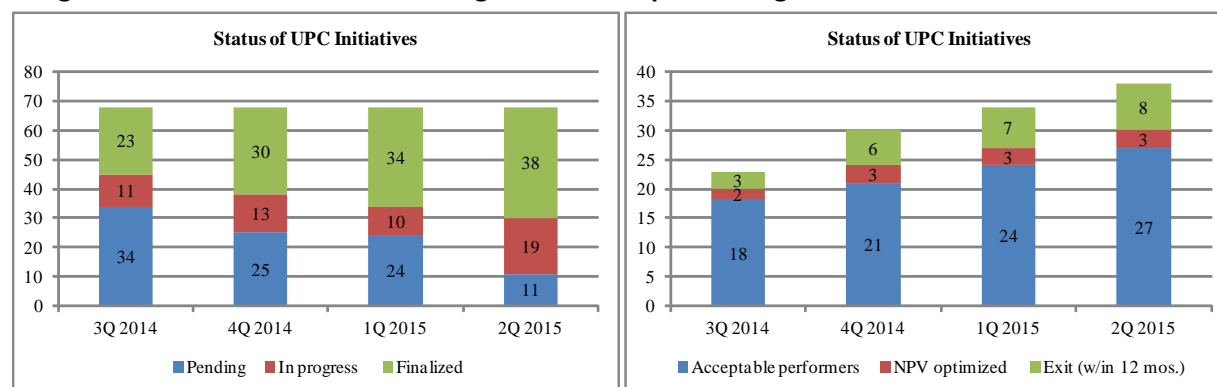 Status of UPC Initiatives
80
70
60
50
40
30
20
10
0
23
30
34
38
11
13
10
19
34
25
24
11
3Q 2014
4Q 2014
1Q 2015
2Q 2015
Pending
In progress
Finalized
Status of UPC Initiatives
40
35
30
25
20
15
10
5
0
3
6
7
8
2
3
3
3
18
21
24
27
3Q 2014
4Q 2014
1Q 2015
2Q 2015
Acceptable performers
NPV optimized
Exit (w/in 12 mos.)